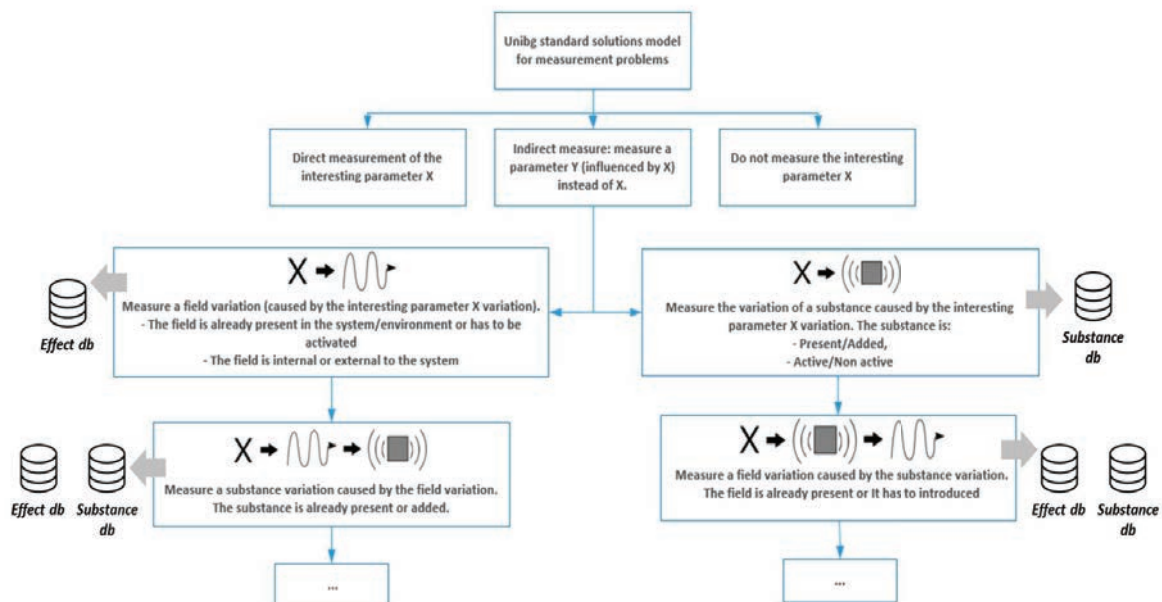 Unibg standard solutions model
for measurement problems
Direct measurement of the
interesting parameter X
Indirect measure: measure a
parameter Y (influenced by X)
instead of X.
Do not measure the interesting
parameter X
X
Measure a field variation (caused by the interesting parameter X variation).
- The field is already present in the system/environment or has to be
activated
- The field is internal or external to the system
Effect db
X
Measure the variation of a substance caused by the interesting
parameter X variation. The substance is:
- Present/Added,
- Active/Non active
Substance
db
X
Measure a substance variation caused by the field variation.
The substance is already present or added.
Effect db
Substance
db
X
Measure a field variation caused by the substance variation.
The field is already present or It has to introduced
Effect db
Substance
db
...
...